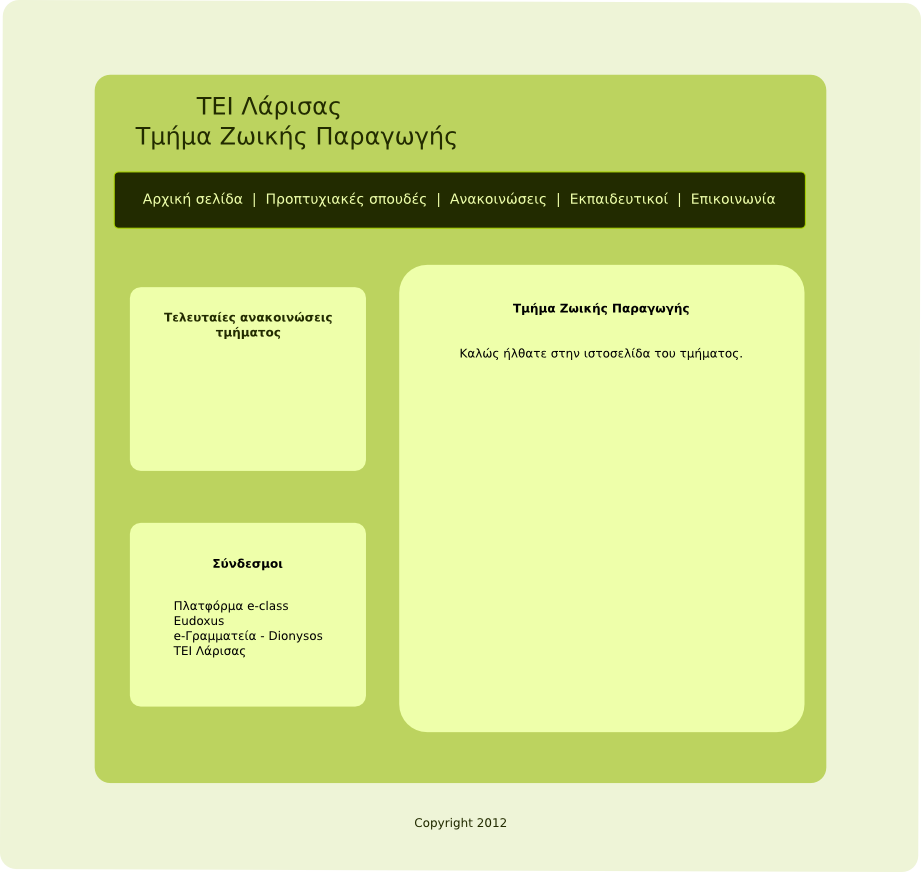 ΤΕΙ Λάρισας
Τμήμα Ζωικής Παραγωγής
Αρχική σελίδα | Προπτυχιακές σπουδές | Ανακοινώσεις | Εκπαιδευτικοί | Επικοινωνία
Τελευταίες ανακοινώσεις
τμήματος
Τμήμα Ζωικής Παραγωγής
Καλώς ήλθατε στην ιστοσελίδα του τμήματος.
Σύνδεσμοι
Πλατφόρμα e-class
Eudoxus
e-Γραμματεία - Dionysos
ΤΕΙ Λάρισας
Copyright 2012